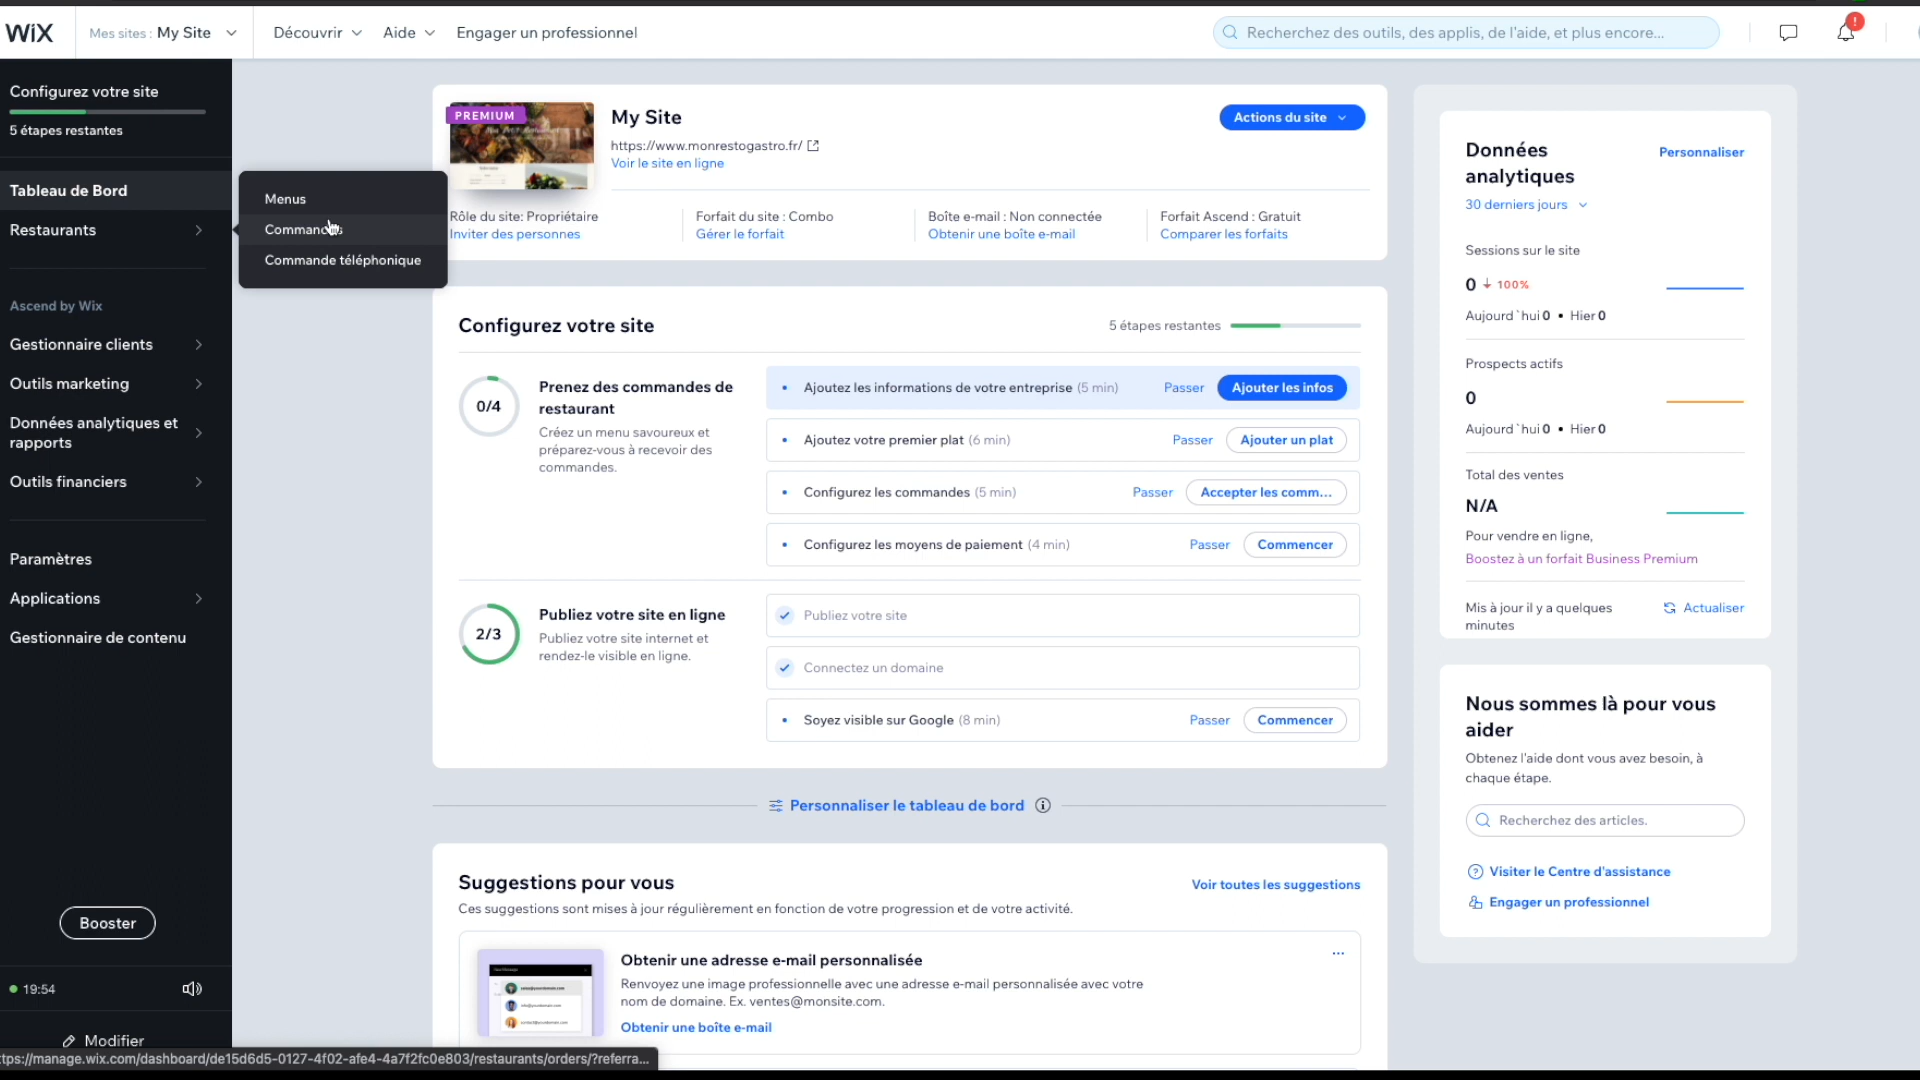 WiX
Mes sites : My Site
Découvrir
Aide
Engager un professionnel
Recherchez des outils, des applis, de l'aide, et plus encore...
!
Configurez votre site
5 étapes restantes
Tableau de Bord
Restaurants
Menus
Commandes
Commande téléphonique
Ascend by Wix
Gestionnaire clients
Outils marketing
Données analytiques et
rapports
Outils financiers
Paramètres
Applications
Gestionnaire de contenu
Booster
19:54
Modifier
ttps://manage.wix.com/dashboard/de15d6d5-0127-4f02-afe4-4a7f2fc0e803/restaurants/orders/?referra...
PREMIUM
My Site
https://www.monrestogastro.fr/
Voir le site en ligne
Actions du site
Rôle du site: Propriétaire
Inviter des personnes
Forfait du site : Combo
Gérer le forfait
Boîte e-mail : Non connectée
Obtenir une boîte e-mail
Forfait Ascend : Gratuit
Comparer les forfaits
Configurez votre site
5 étapes restantes
0/4
Prenez des commandes de
restaurant
Créez un menu savoureux et
préparez-vous à recevoir des
commandes.
Ajoutez les informations de votre entreprise (5 min) Passer Ajouter les infos
Ajoutez votre premier plat (6 min) Passer Ajouter un plat
Configurez les commandes (5 min) Passer Accepter les comm...
Configurez les moyens de paiement (4 min) Passer Commencer
2/3
Publiez votre site en ligne
Publiez votre site internet et
rendez-le visible en ligne.
Publiez votre site
Connectez un domaine
Soyez visible sur Google (8 min) Passer Commencer
Personnaliser le tableau de bord
Suggestions pour vous
Voir toutes les suggestions
Ces suggestions sont mises à jour régulièrement en fonction de votre progression et de votre activité.
Obtenir une adresse e-mail personnalisée
Renvoyez une image professionnelle avec une adresse e-mail personnalisée avec votre
nom de domaine. Ex. ventes@monsite.com.
Obtenir une boîte e-mail
Données
analytiques
Personnaliser
30 derniers jours
Sessions sur le site
0 100%
Aujourd`hui 0 • Hier 0
Prospects actifs
0
Aujourd`hui 0 • Hier 0
Total des ventes
N/A
Pour vendre en ligne,
Boostez à un forfait Business Premium
Mis à jour il y a quelques
minutes
Actualiser
Nous sommes là pour vous
aider
Obtenez l'aide dont vous avez besoin, à
chaque étape.
Recherchez des articles.
Visiter le Centre d'assistance
Engager un professionnel